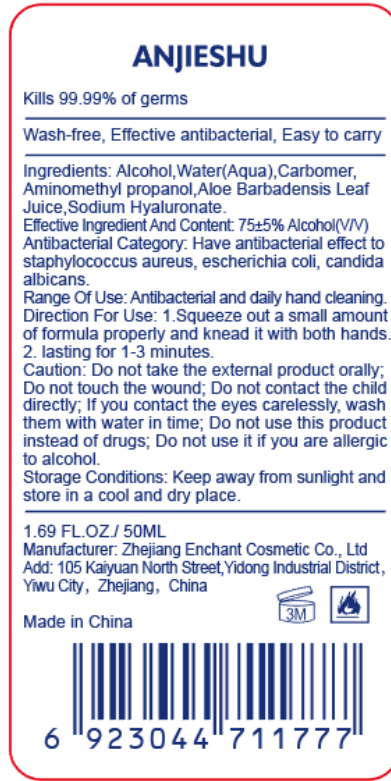 ANJIESHU
Kills 99.99% of germs
Wash-free, Effective antibacterial, Easy to carry
Ingredients: Alcohol,Water(Aqua),Carbomer,
Aminomethyl propanol,Aloe Barbadensis Leaf
Juice,Sodium Hyaluronate.
Effective Ingredient And Content: 75±5% Alcohol(V/V)
Antibacterial Category: Have antibacterial effect to
staphylococcus aureus, escherichia coli, candida
albicans.
Range Of Use: Antibacterial and daily hand cleaning.
Direction For Use: 1.Squeeze out a small amount
of formula properly and knead it with both hands.
2. lasting for 1-3 minutes.
Caution: Do not take the external product orally;
Do not touch the wound; Do not contact the child
directly; If you contact the eyes carelessly, wash
them with water in time; Do not use this product
instead of drugs; Do not use it if you are allergic
to alcohol.
Storage Conditions: Keep away from sunlight and
store in a cool and dry place.
1.69 FL.OZ./ 50ML
Manufacturer: Zhejiang Enchant Cosmetic Co., Ltd
Add: 105 Kaiyuan North Street,Yidong Industrial District,
Yiwu City, Zhejiang, China
3M
Made in China
6 923044 711777